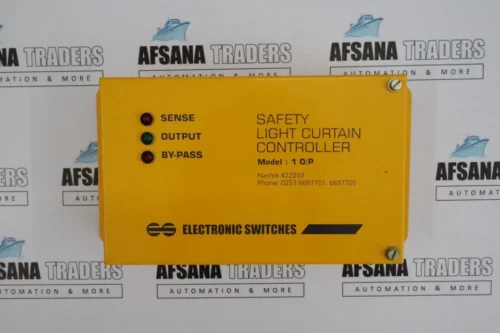 AFSANA TRADERS
AUTOMATION & MORE
AFSANA TRADERS
AUTOMATION & MORE
SENSE
OUTPUT
BY-PASS
SAFETY
LIGHT CURTAIN
CONTROLLER
Model : 1 O/P
Nashik 422010
Phone: 0253 6697701, 6697705
ELECTRONIC SWITCHES
AFSANA TRADERS
AUTOMATION & MORE
AFSANA TRADERS
AUTOMATION & MORE
AFSANA TRADERS
AUTOMATION & MORE